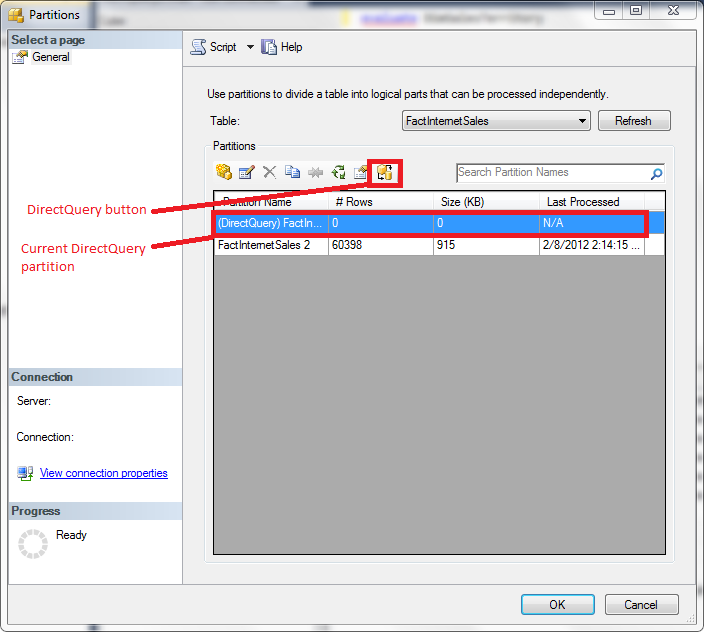 Partitions
Select a page
General
Script
Help
Use partitions to divide a table into logical parts that can be processed independently.
Table:
FactInternetSales
Refresh
Partitions
Search Partition Names
DirectQuery button
Current DirectQuery
partition
Partition Name # Rows Size (KB) Last Processed
(DirectQuery) FactIn... 0 0 N/A
FactInternetSales 2 60398 915 2/8/2012 2:14:15 ...
Connection
Server:
Connection:
View connection properties
Progress
Ready
OK
Cancel